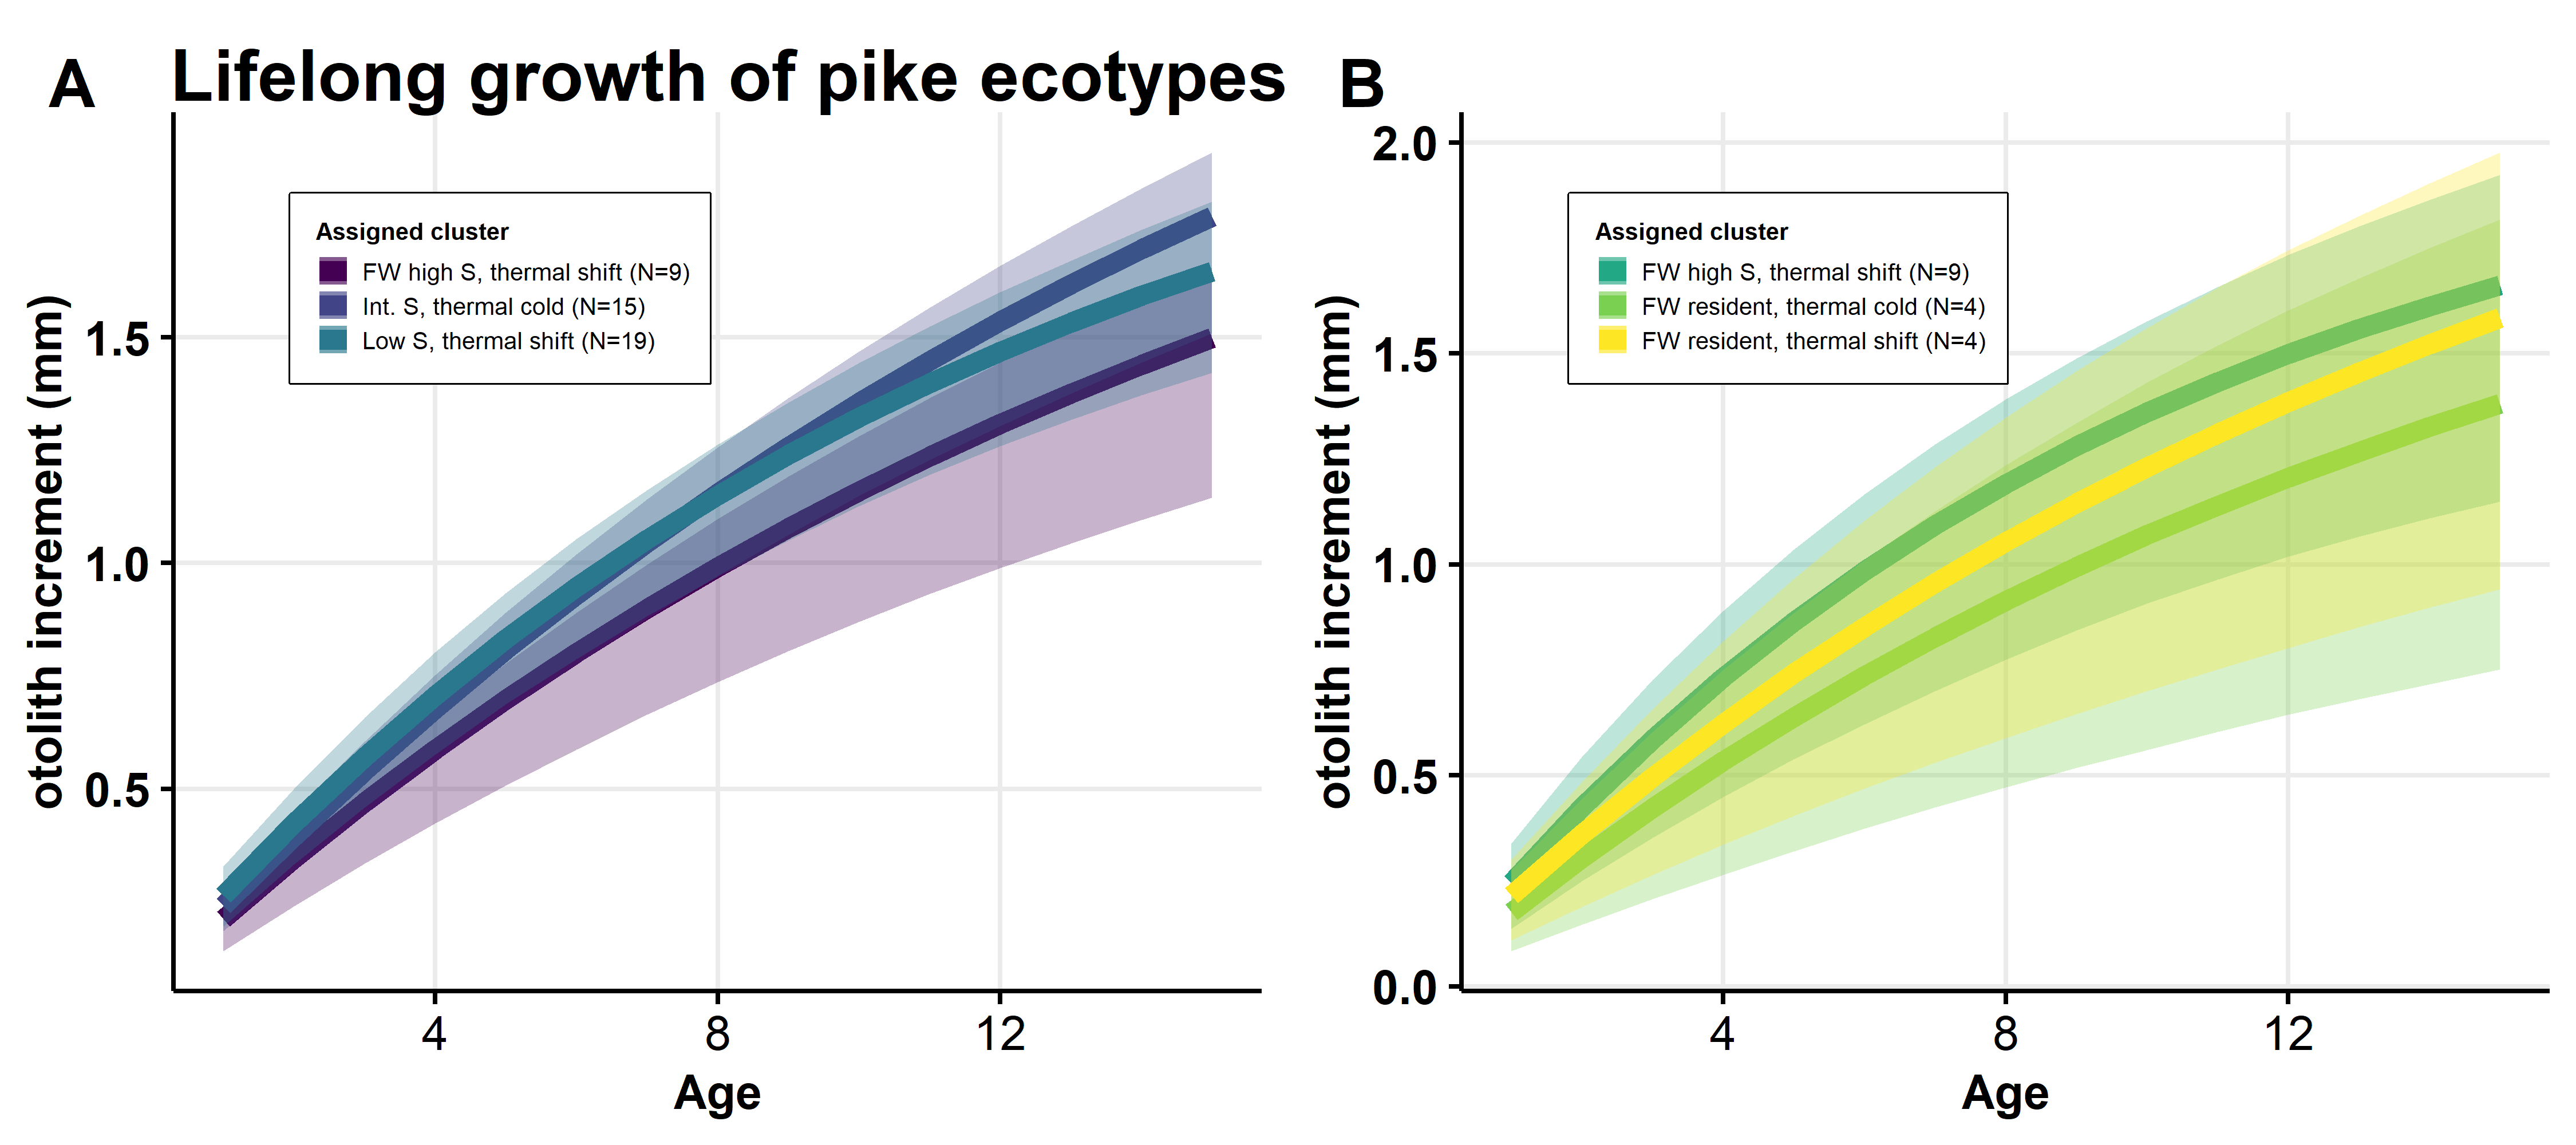 A Lifelong growth of pike ecotypes
otolith increment (mm)
1.5
1.0
0.5
Assigned cluster
FW high S, thermal shift (N=9)
Int. S, thermal cold (N=15)
Low S, thermal shift (N=19)
4 8 12
Age
B
otolith increment (mm)
2.0
1.5
1.0
0.5
0.0
Assigned cluster
FW high S, thermal shift (N=9)
FW resident, thermal cold (N=4)
FW resident, thermal shift (N=4)
4 8 12
Age